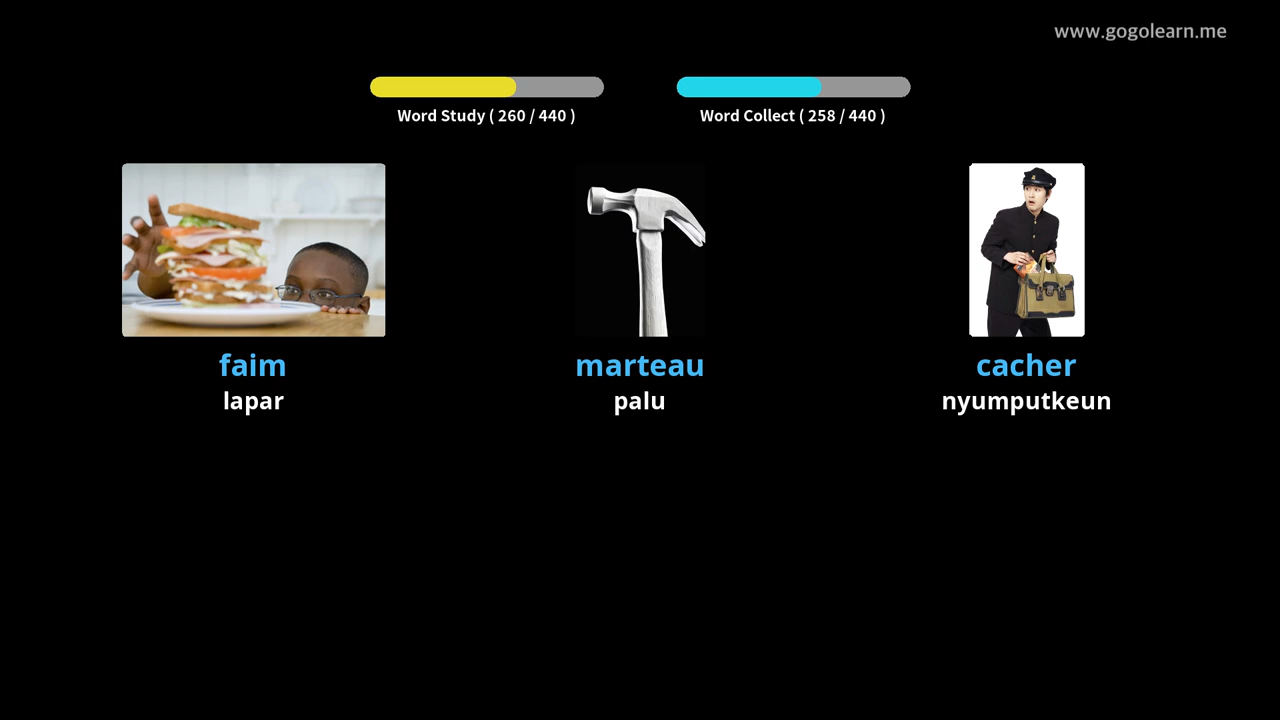 www.gogolearn.me
Word Study ( 260 / 440 )
Word Collect ( 258 / 440 )
faim
lapar
marteau
palu
cacher
nyumputkeun